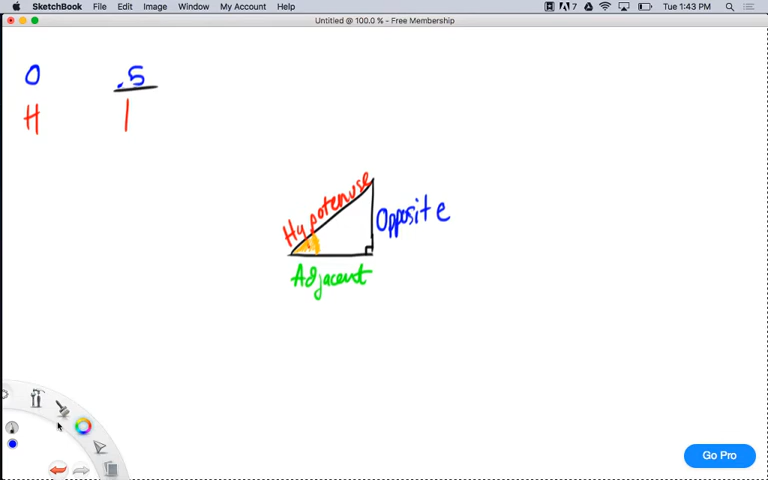 SketchBook File Edit Image Window My Account Help 7 Tue 1:43 PM
Untitled @ 100.0 % - Free Membership
O .5
H 1
Hypotenuse
Opposite
Adjacent
Go Pro